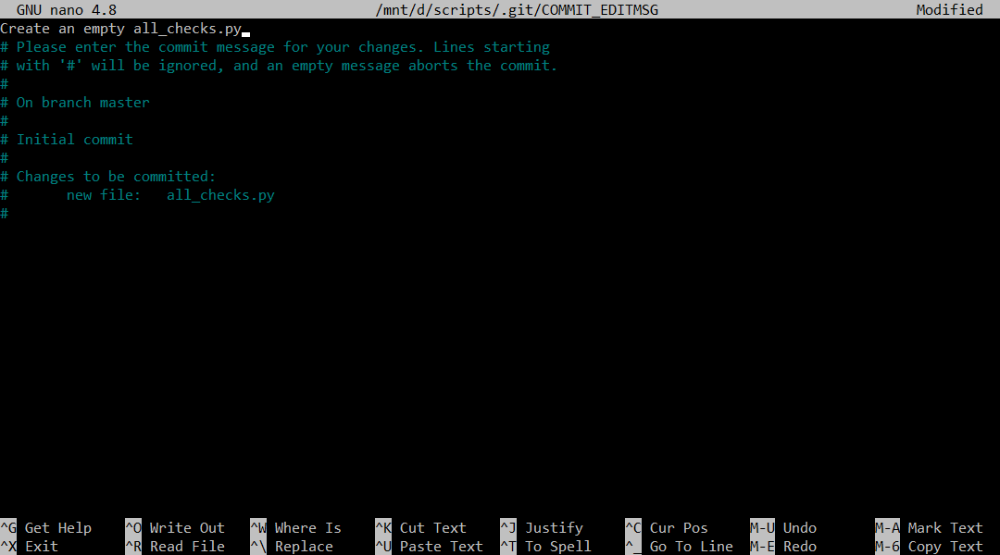 GNU nano 4.8 /mnt/d/scripts/.git/COMMIT_EDITMSG Modified
Create an empty all_checks.py
# Please enter the commit message for your changes. Lines starting
# with '#' will be ignored, and an empty message aborts the commit.
#
# On branch master
#
# Initial commit
#
# Changes to be committed:
#       new file:   all_checks.py
#
^G Get Help ^O Write Out ^W Where Is ^K Cut Text ^J Justify ^C Cur Pos M-U Undo M-A Mark Text
^X Exit ^R Read File ^\ Replace ^U Paste Text ^T To Spell ^_ Go To Line M-E Redo M-6 Copy Text